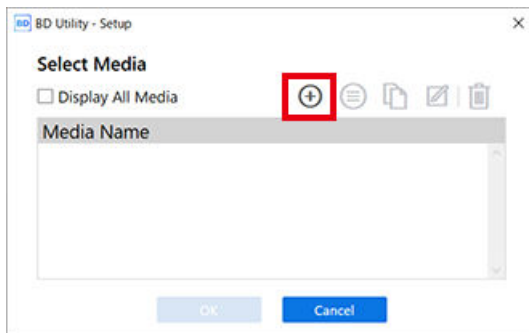 BD BD Utility - Setup
Select Media
Display All Media
Media Name
OK
Cancel